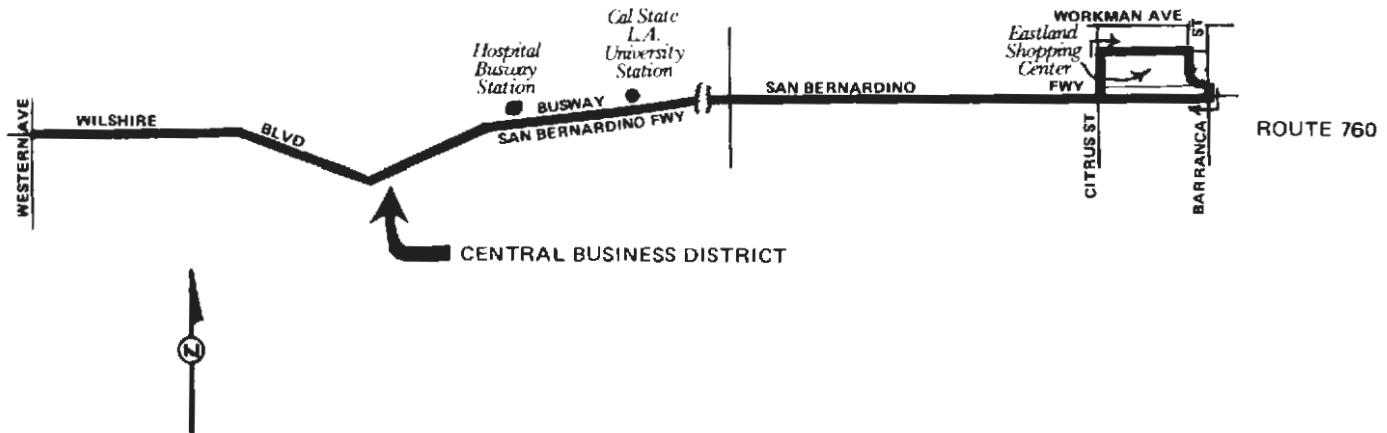 Cal State
L.A.
University
Station
Hospital
Busway
Station
WORKMAN AVE
ST
Eastland
Shopping
Center
WESTERN AVE
WILSHIRE
BLVD
BUSWAY
SAN BERNARDINO FWY
SAN BERNARDINO
FWY
CITRUS ST
BARRANCA
ROUTE 760
CENTRAL BUSINESS DISTRICT
N